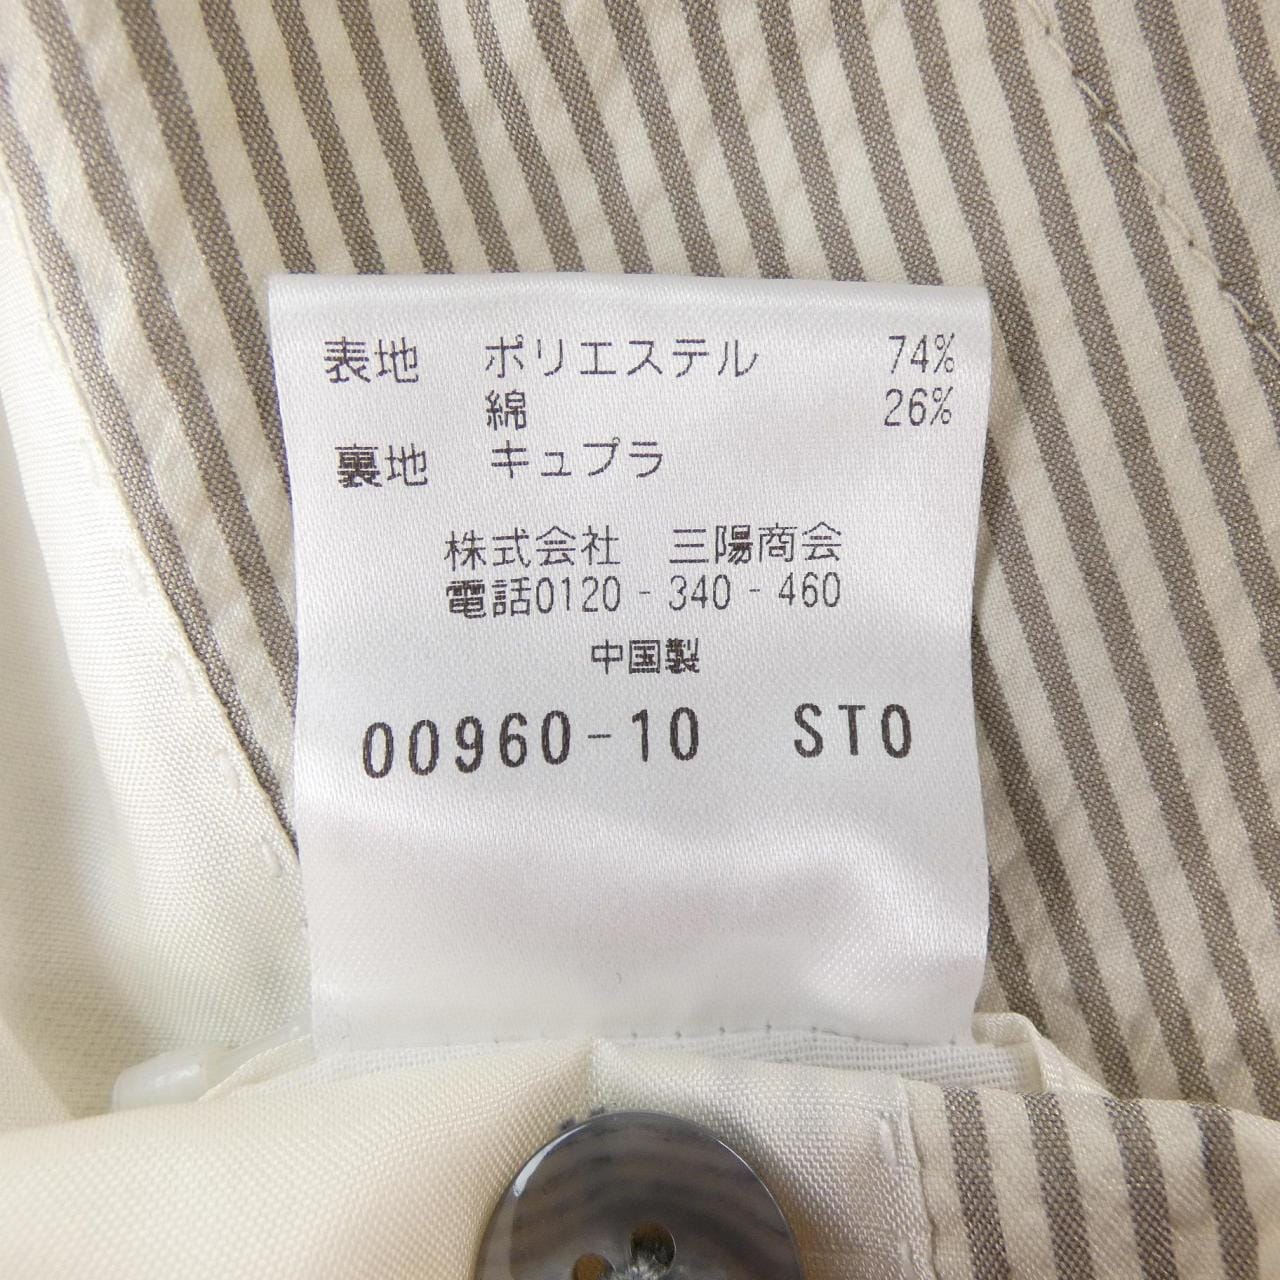 表地 ポリエステル 74%
綿 26%
裏地 キュプラ
株式会社 三陽商会
電話0120-340-460
中国製
00960-10 STO